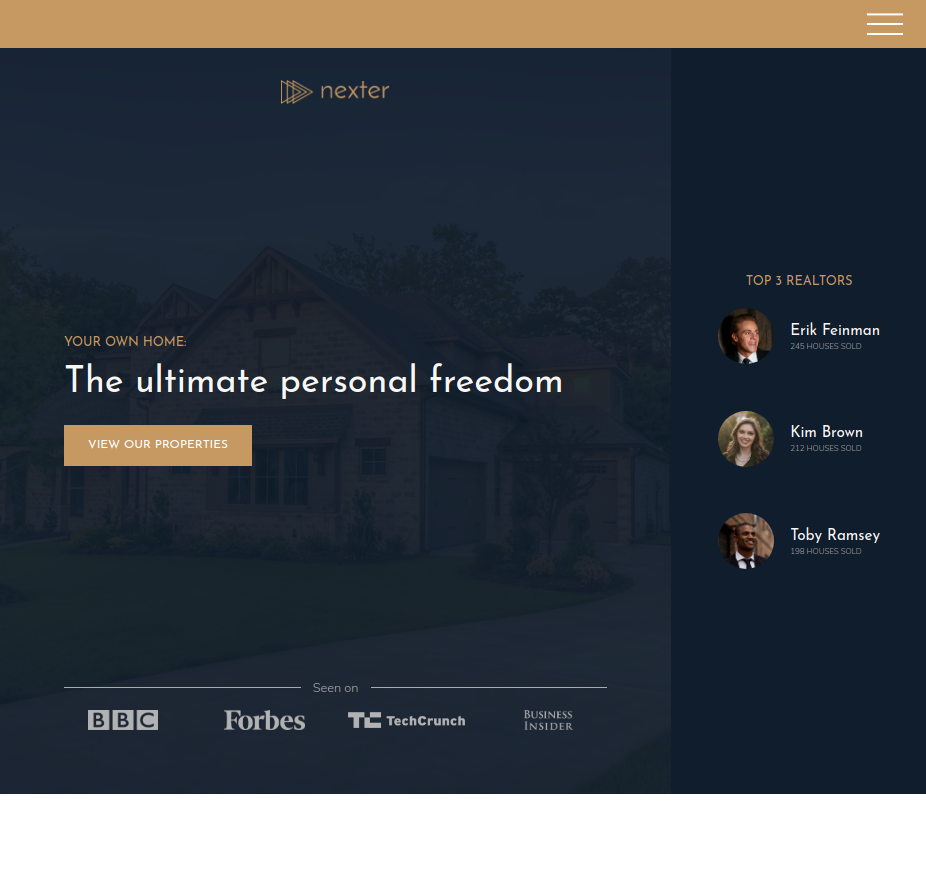 nexter
YOUR OWN HOME:
The ultimate personal freedom
VIEW OUR PROPERTIES
Seen on
BBC
Forbes
TechCrunch
BUSINESS
INSIDER
TOP 3 REALTORS
Erik Feinman
245 HOUSES SOLD
Kim Brown
212 HOUSES SOLD
Toby Ramsey
198 HOUSES SOLD